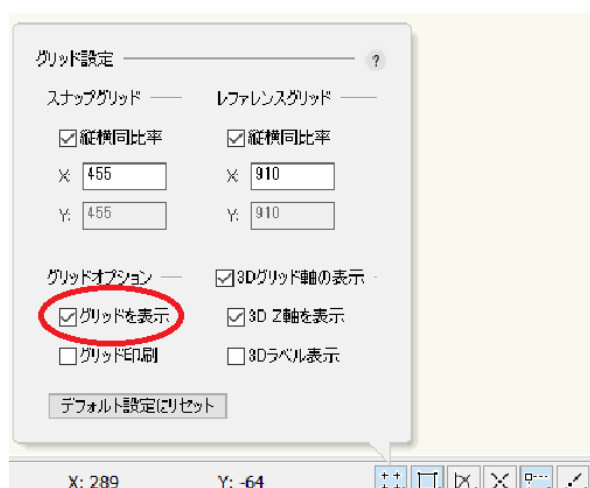 グリッド設定 ?
スナップグリッド レファレンスグリッド
縦横同比率 縦横同比率
X: 455 X: 910
Y: 455 Y: 910
グリッドオプション 3Dグリッド軸の表示
グリッドを表示 3D Z軸を表示
グリッド印刷 3Dラベル表示
デフォルト設定にリセット
X: 289 Y: -64